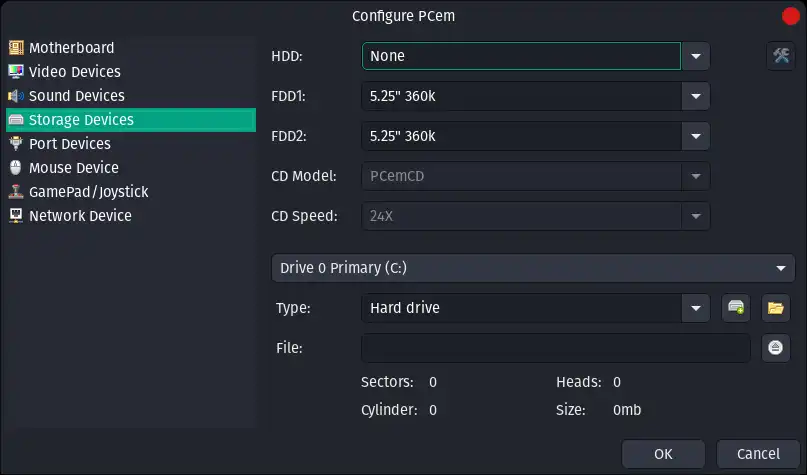 Configure PCem
Motherboard
Video Devices
Sound Devices
Storage Devices
Port Devices
Mouse Device
GamePad/Joystick
Network Device
HDD: None
FDD1: 5.25" 360k
FDD2: 5.25" 360k
CD Model: PCemCD
CD Speed: 24X
Drive 0 Primary (C:)
Type: Hard drive
File:
Sectors: 0 Heads: 0
Cylinder: 0 Size: 0mb
OK Cancel